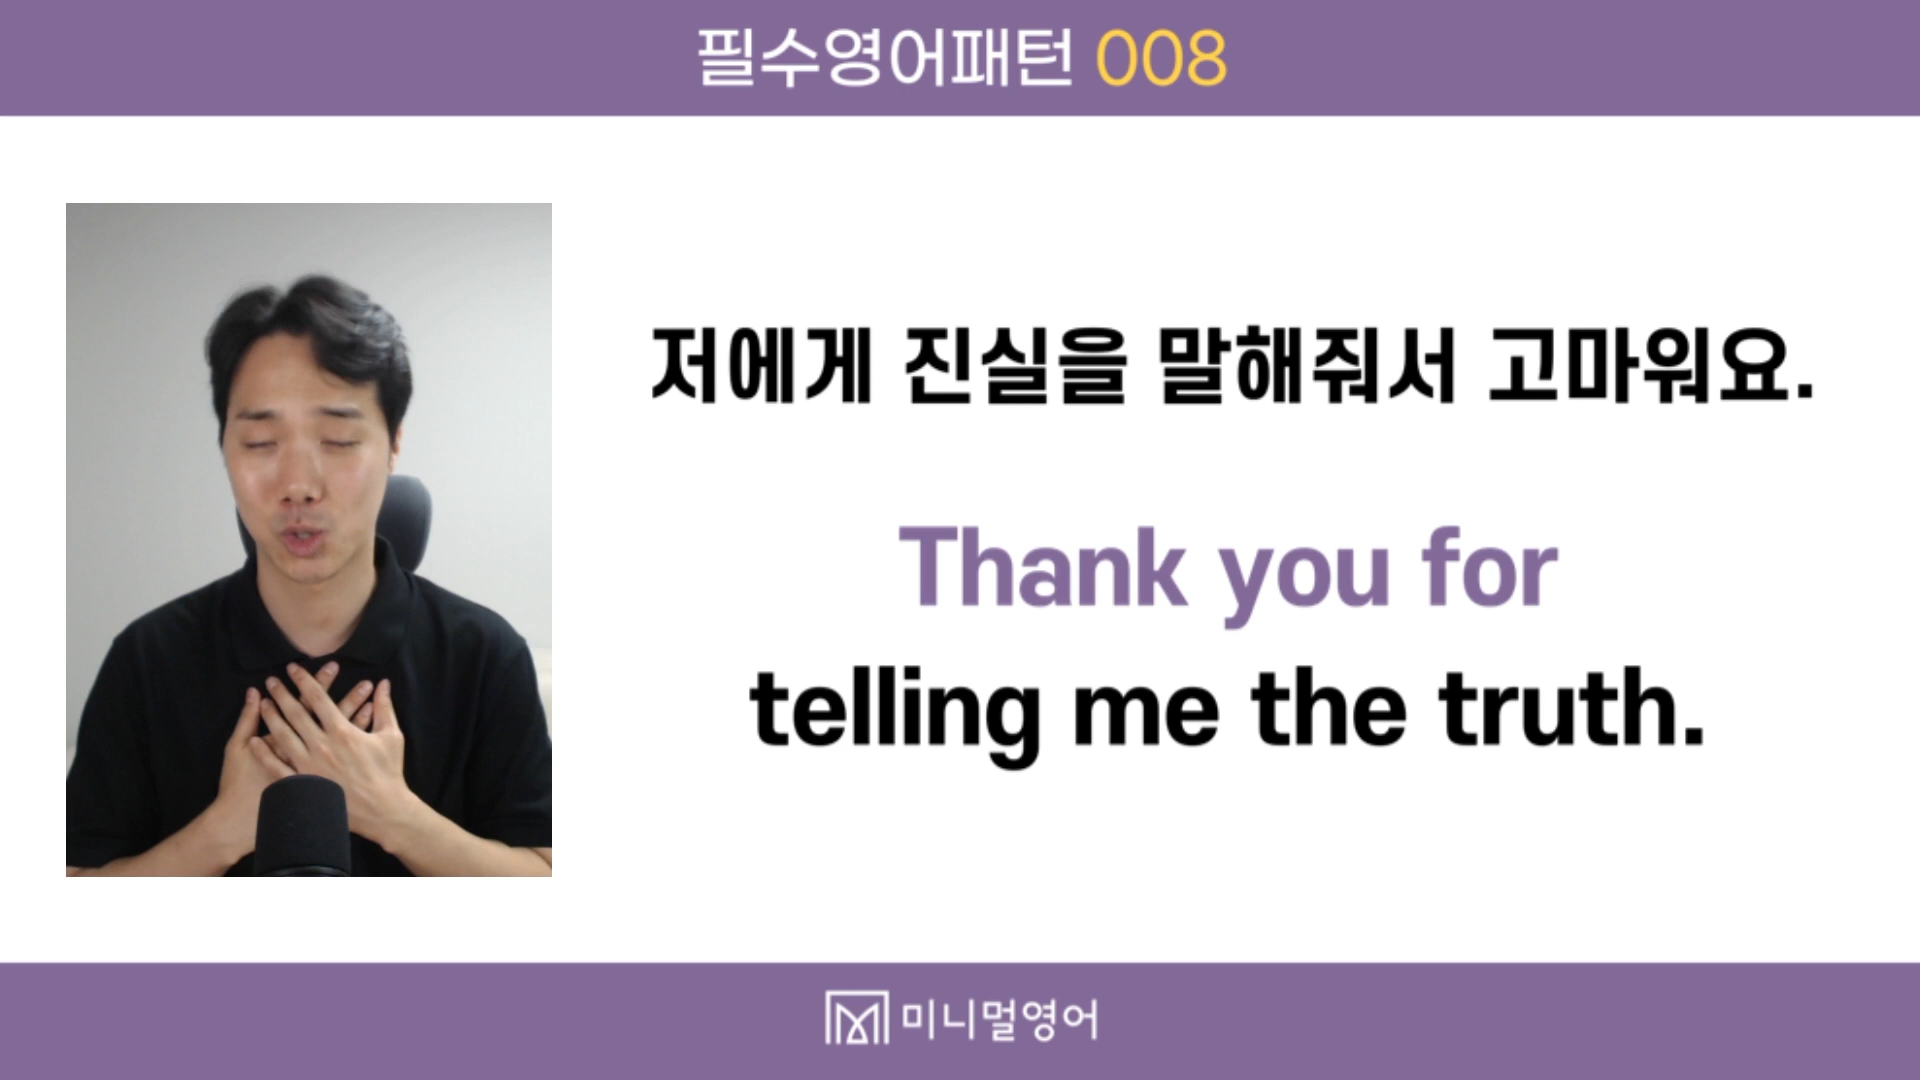 필수영어패턴 008
저에게 진실을 말해줘서 고마워요.
Thank you for
telling me the truth.
미니멀영어